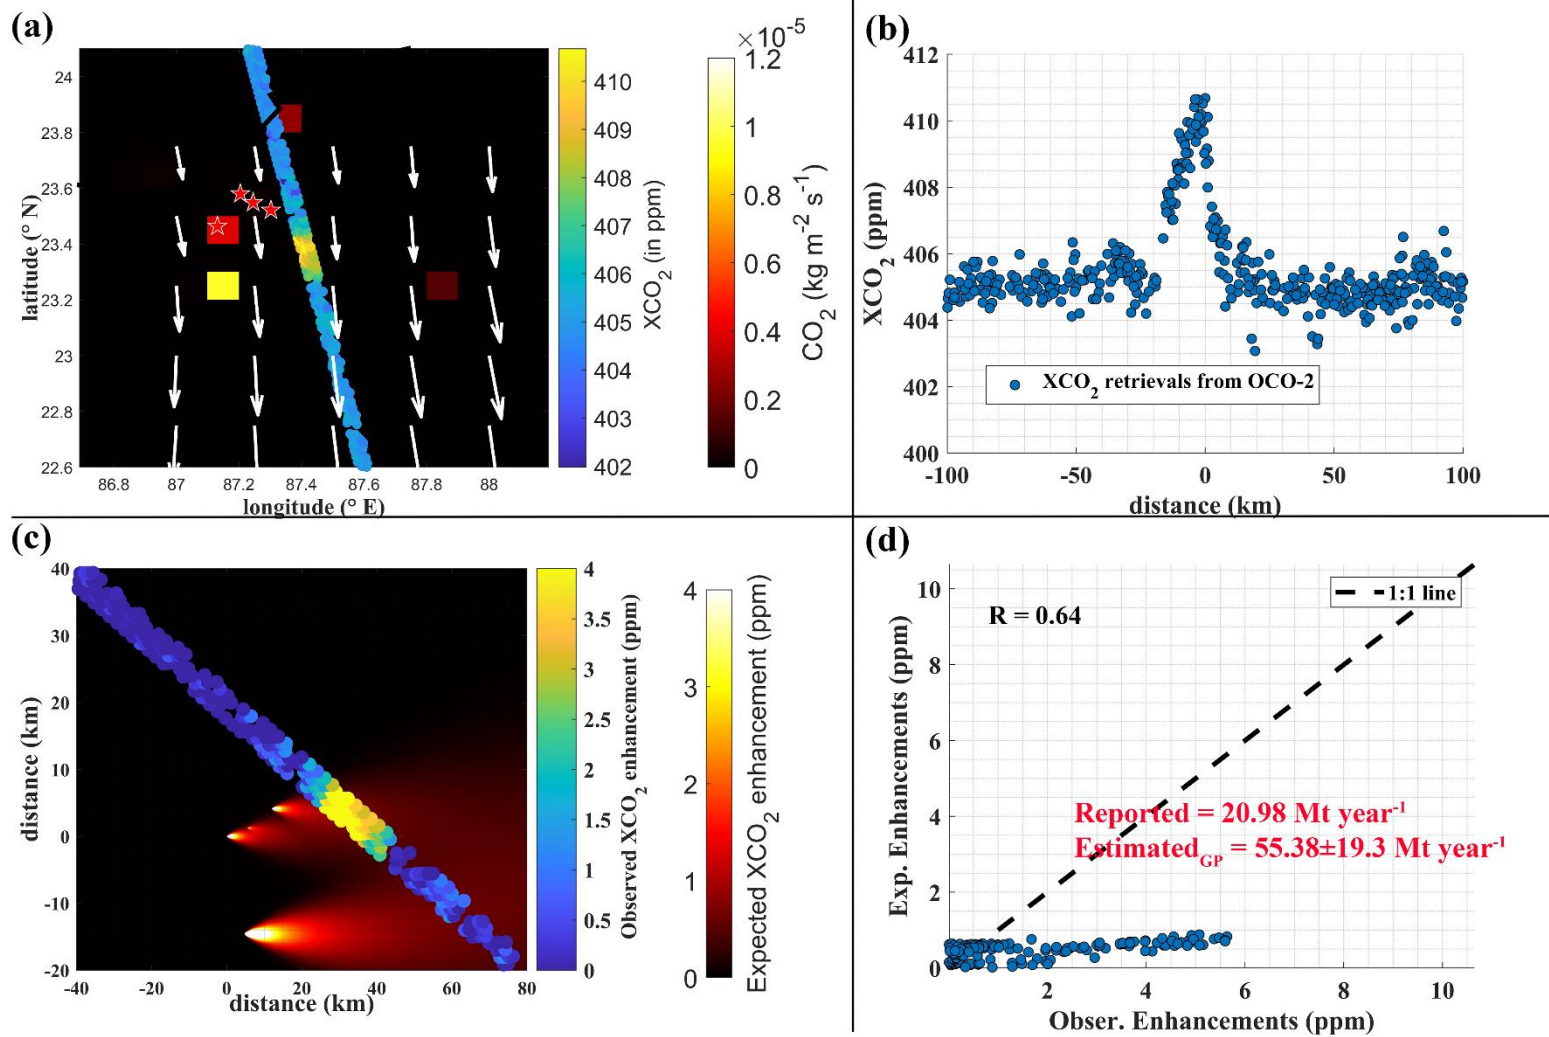 (a)
24
23.8
23.6
23.4
23.2
23
22.8
22.6
latitude (° N)
86.8 87 87.2 87.4 87.6 87.8 88
longitude (° E)
410
409
408
407
406
405
404
403
402
XCO2 (in ppm)
×10-5
1.2
1
0.8
0.6
0.4
0.2
0
CO2 (kg m-2 s-1)
(b)
412
410
408
406
404
402
400
XCO2 (ppm)
XCO2 retrievals from OCO-2
-100 -50 0 50 100
distance (km)
(c)
40
30
20
10
0
-10
-20
distance (km)
-40 -20 0 20 40 60 80
distance (km)
4
3.5
3
2.5
2
1.5
1
0.5
0
Observed XCO2 enhancement (ppm)
4
3
2
1
0
Expected XCO2 enhancement (ppm)
(d)
10
8
6
4
2
0
Exp. Enhancements (ppm)
R = 0.64
1:1 line
Reported = 20.98 Mt year-1
EstimatedGP = 55.38±19.3 Mt year-1
2 4 6 8 10
Obser. Enhancements (ppm)